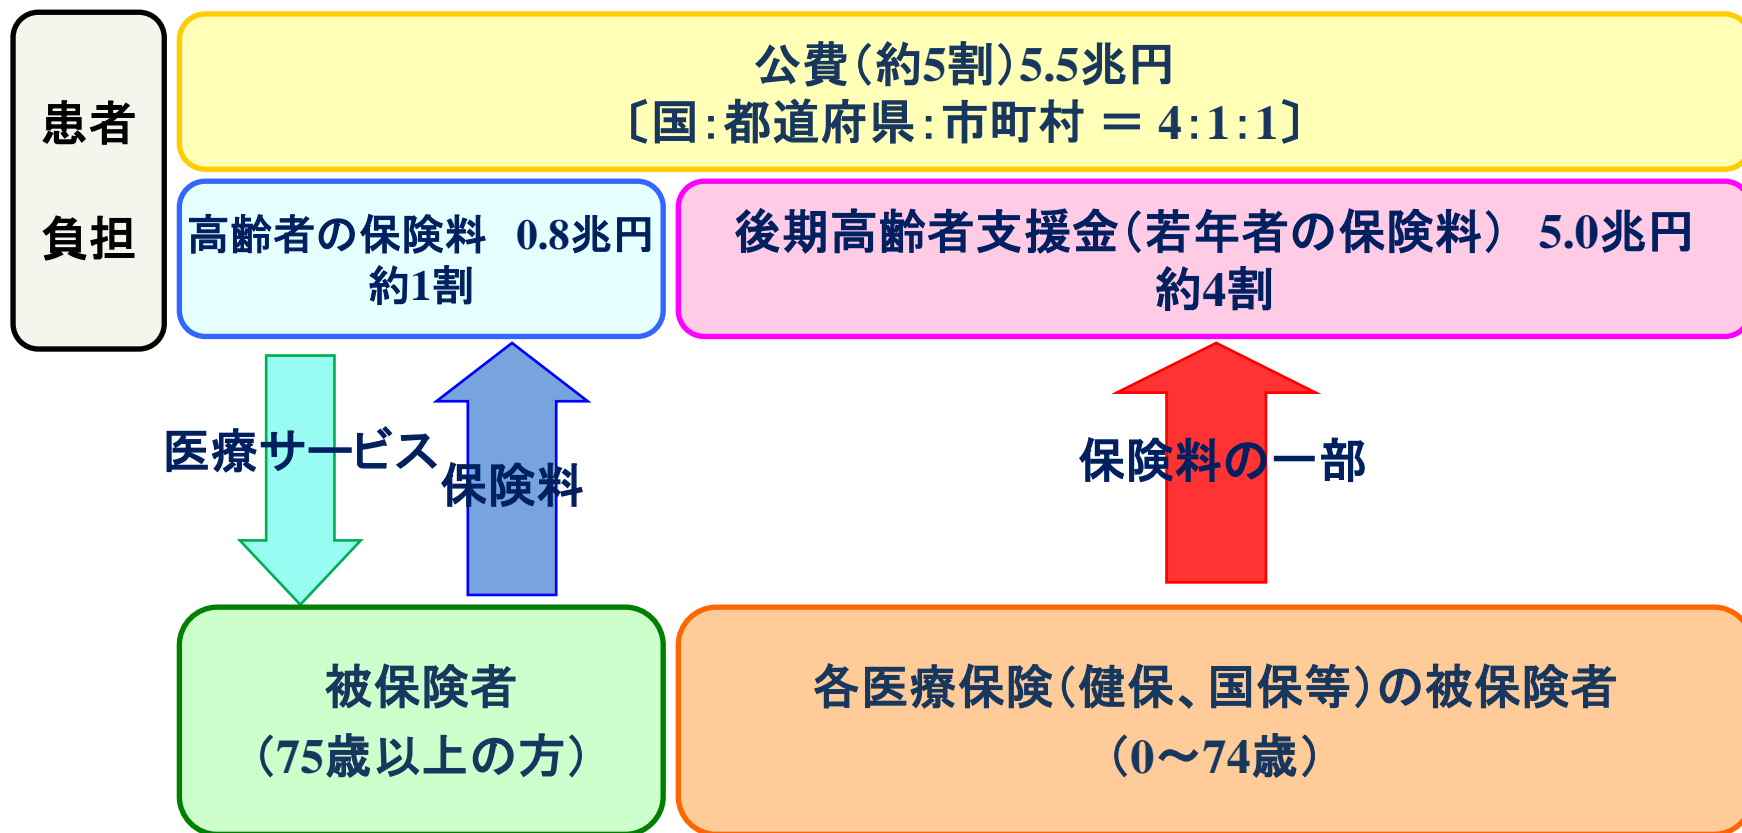 患者
負担
公費（約5割）5.5兆円
〔国：都道府県：市町村 ＝ 4：1：1〕
高齢者の保険料　0.8兆円
約1割
後期高齢者支援金（若年者の保険料）　5.0兆円
約4割
医療サービス
保険料
保険料の一部
被保険者
（75歳以上の方）
各医療保険（健保、国保等）の被保険者
（0～74歳）